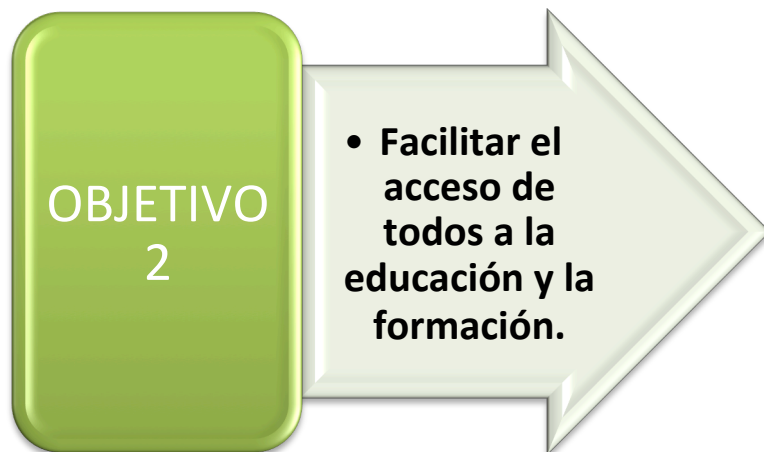 OBJETIVO
2
• Facilitar el
acceso de
todos a la
educación y la
formación.